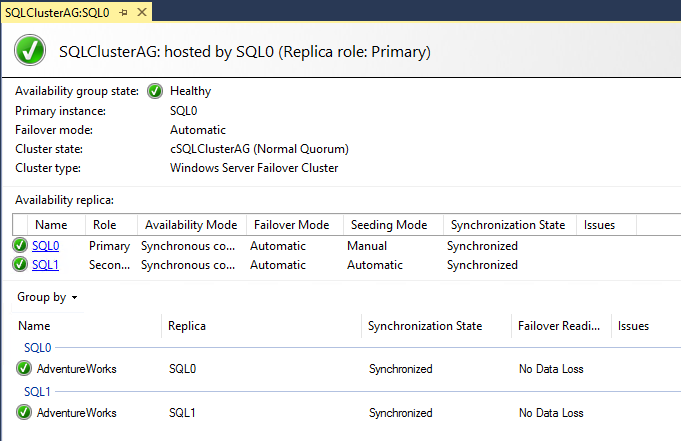 SQLClusterAG:SQL0
SQLClusterAG: hosted by SQL0 (Replica role: Primary)
Availability group state: Healthy
Primary instance: SQL0
Failover mode: Automatic
Cluster state: cSQLClusterAG (Normal Quorum)
Cluster type: Windows Server Failover Cluster
Availability replica:
Name Role Availability Mode Failover Mode Seeding Mode Synchronization State Issues
SQL0 Primary Synchronous co... Automatic Manual Synchronized
SQL1 Secon... Synchronous co... Automatic Automatic Synchronized
Group by
Name Replica Synchronization State Failover Readi... Issues
SQL0
AdventureWorks SQL0 Synchronized No Data Loss
SQL1
AdventureWorks SQL1 Synchronized No Data Loss